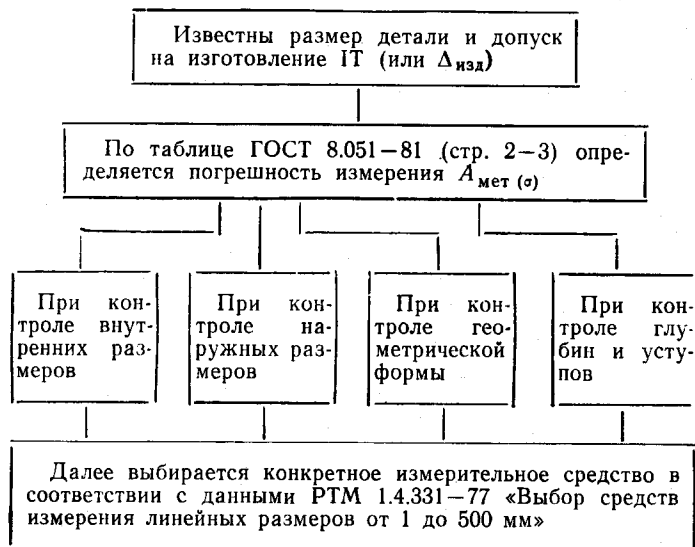 Известны размер детали и допуск
на изготовление IT (или Δизд)
По таблице ГОСТ 8.051—81 (стр. 2—3) опре-
деляется погрешность измерения Aмет (σ)
При кон-
троле внут-
ренних раз-
меров
При кон-
троле на-
ружных раз-
меров
При кон-
троле гео-
метрической
формы
При кон-
троле глу-
бин и усту-
пов
Далее выбирается конкретное измерительное средство в
соответствии с данными РТМ 1.4.331—77 «Выбор средств
измерения линейных размеров от 1 до 500 мм»